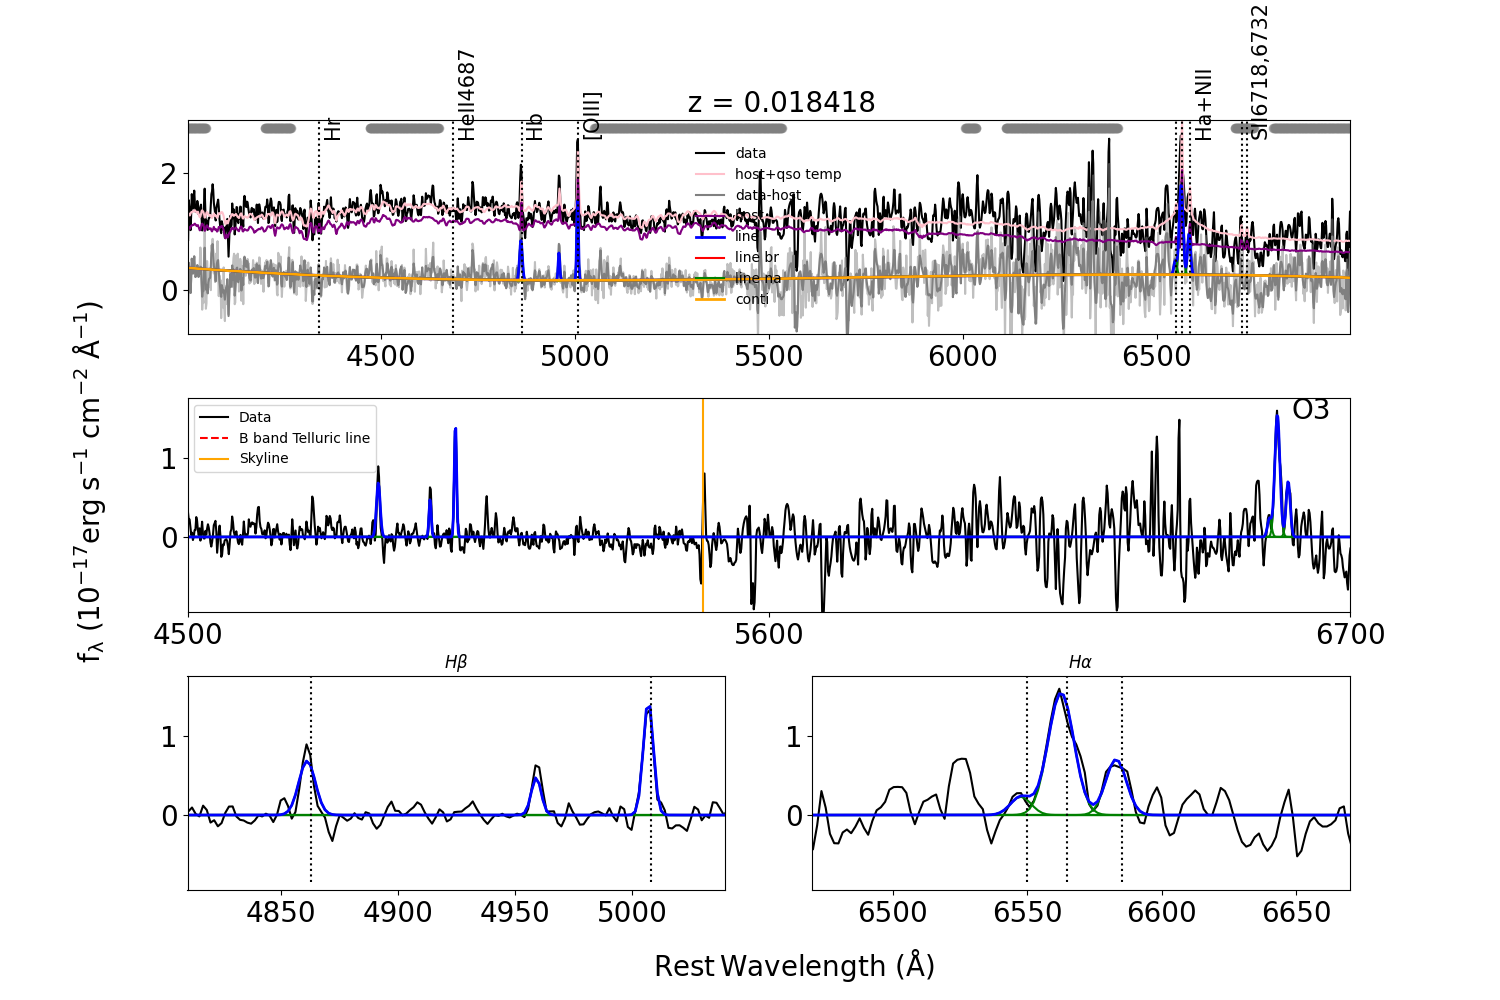 z = 0.018418
Hr
HeII4687
Hb
[OIII]
Ha+NII
SII6718,6732
data
host+qso temp
data-host
host
line
line br
line na
conti
2
0
4500 5000 5500 6000 6500
fλ (10⁻¹⁷erg s⁻¹ cm⁻² Å⁻¹)
Data
B band Telluric line
Skyline
O3
1
0
4500 5600 6700
Hβ
1
0
4850 4900 4950 5000
Hα
1
0
6500 6550 6600 6650
Rest Wavelength (Å)